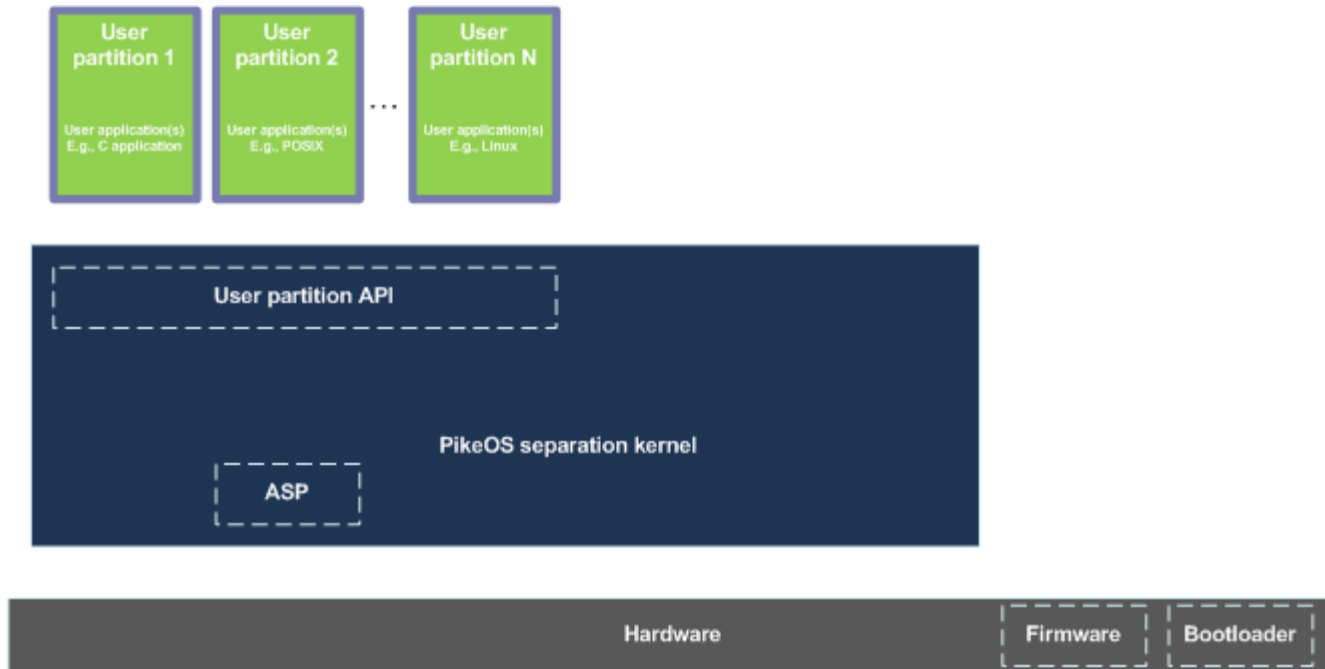 User partition 1
User partition 2
User partition N
User application(s)
E.g., C application
User application(s)
E.g., POSIX
...
User application(s)
E.g., Linux
User partition API
PikeOS separation kernel
ASP
Hardware
Firmware
Bootloader